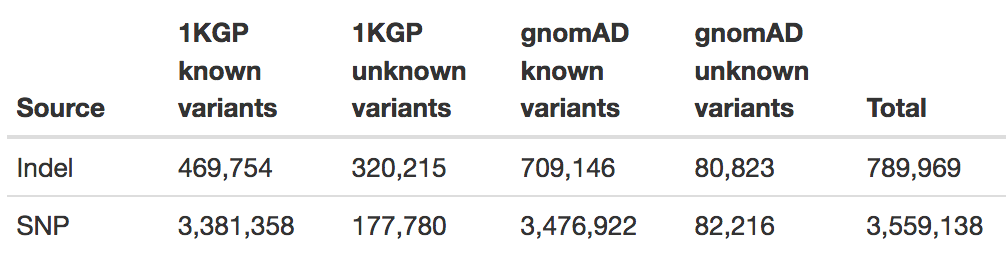 Source 1KGP known variants 1KGP unknown variants gnomAD known variants gnomAD unknown variants Total
Indel 469,754 320,215 709,146 80,823 789,969
SNP 3,381,358 177,780 3,476,922 82,216 3,559,138